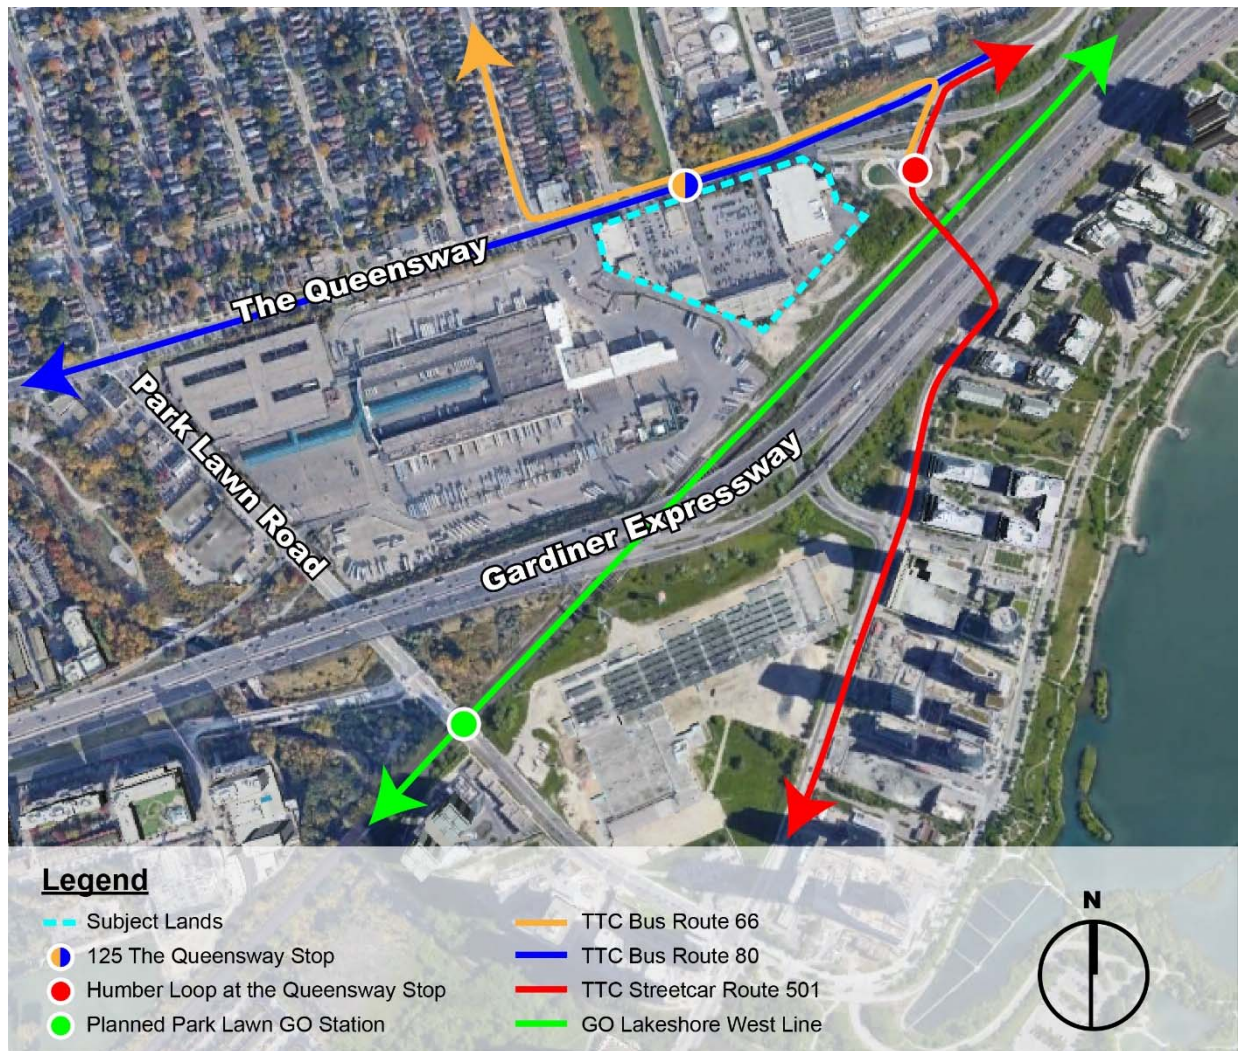 The Queensway
Park Lawn Road
Gardiner Expressway
Legend
Subject Lands
125 The Queensway Stop
Humber Loop at the Queensway Stop
Planned Park Lawn GO Station
TTC Bus Route 66
TTC Bus Route 80
TTC Streetcar Route 501
GO Lakeshore West Line
N